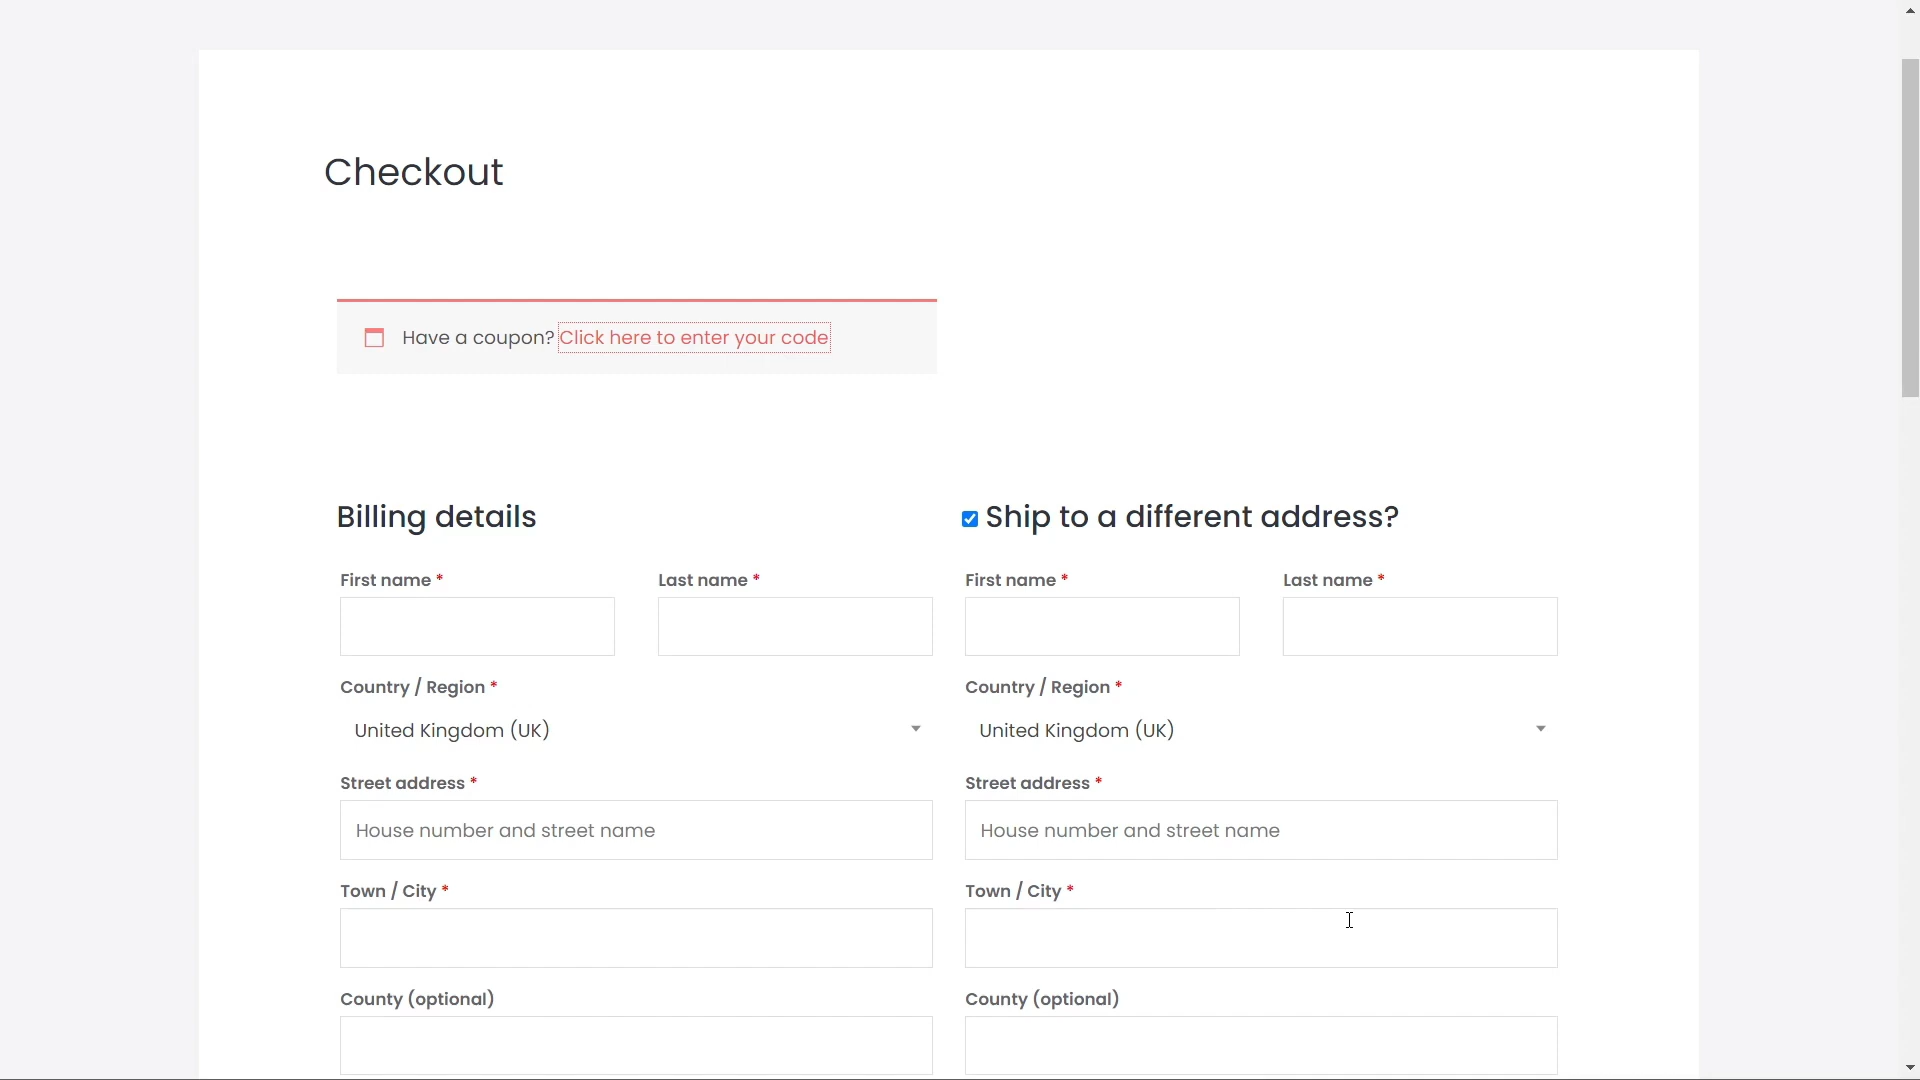 Checkout
Have a coupon? Click here to enter your code
Billing details
First name *
Last name *
Country / Region *
United Kingdom (UK)
Street address *
House number and street name
Town / City *
County (optional)
Ship to a different address?
First name *
Last name *
Country / Region *
United Kingdom (UK)
Street address *
House number and street name
Town / City *
County (optional)